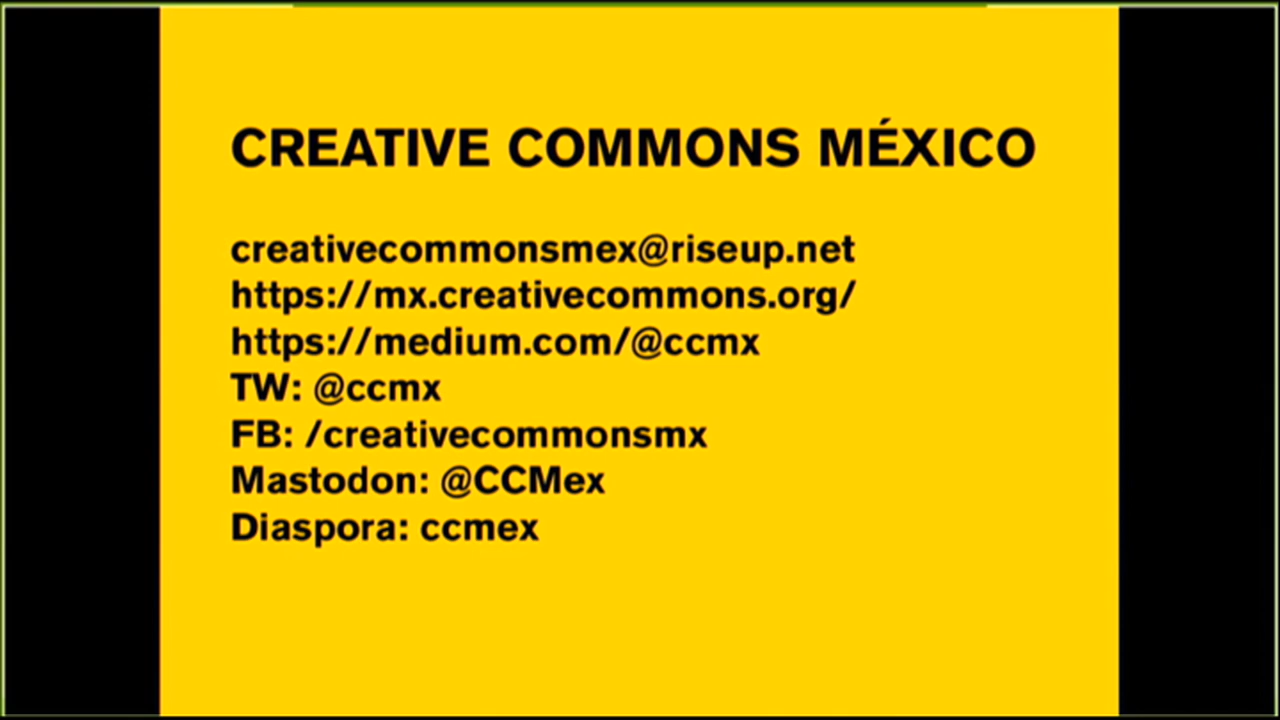 CREATIVE COMMONS MÉXICO
creativecommonsmex@riseup.net
https://mx.creativecommons.org/
https://medium.com/@ccmx
TW: @ccmx
FB: /creativecommonsmx
Mastodon: @CCMex
Diaspora: ccmex